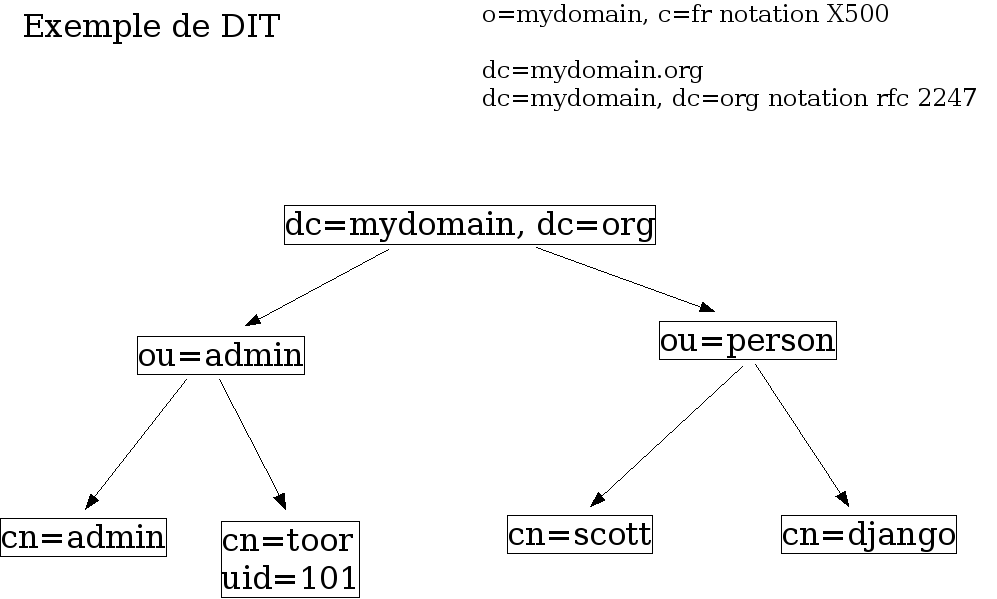 Exemple de DIT
o=mydomain, c=fr notation X500
dc=mydomain.org
dc=mydomain, dc=org notation rfc 2247
dc=mydomain, dc=org
ou=admin
ou=person
cn=admin
cn=toor
uid=101
cn=scott
cn=django